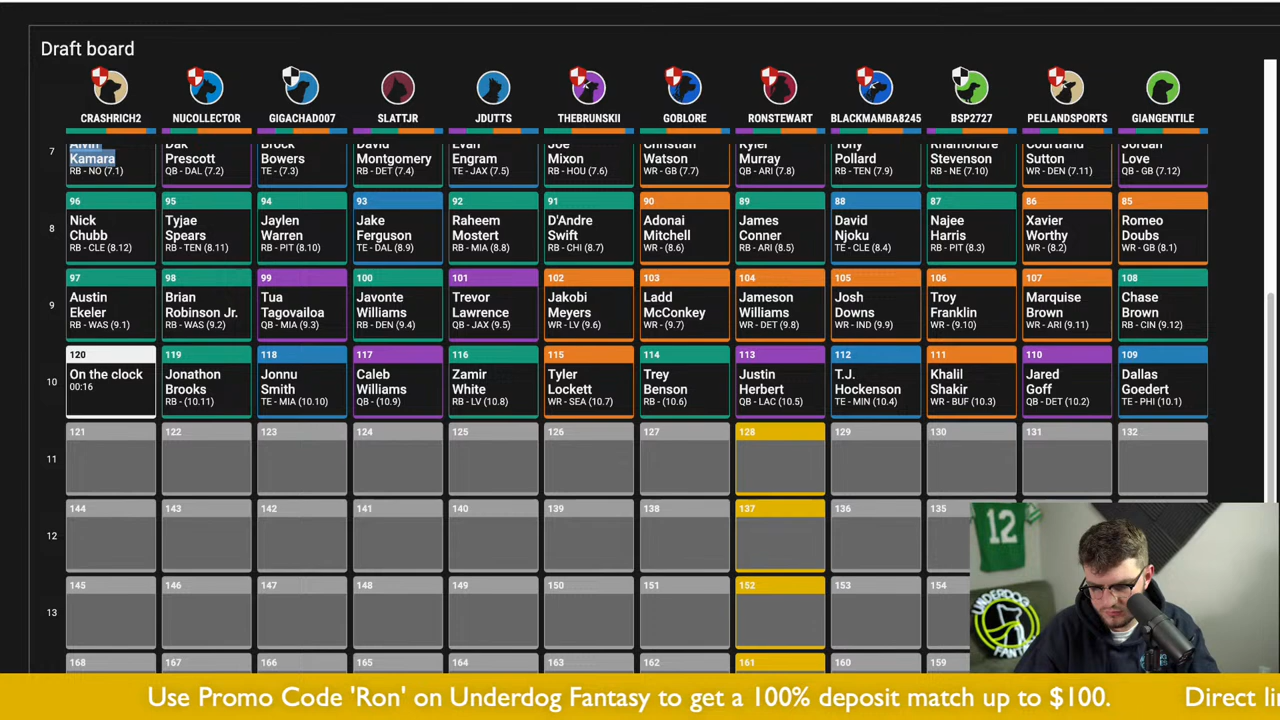 Draft board
CRASHRICH2 NUCOLLECTOR GIGACHAD007 SLATTJR JDUTTS THEBRUNSKII GOBLORE RONSTEWART BLACKMAMBA8245 BSP2727 PELLANDSPORTS GIANGENTILE
Alvin Dak Brock David Evan Joe Christian Kyler Tony Rhamondre Courtland Jordan
7 Kamara Prescott Bowers Montgomery Engram Mixon Watson Murray Pollard Stevenson Sutton Love
RB - NO (7.1) QB - DAL (7.2) TE - (7.3) RB - DET (7.4) TE - JAX (7.5) RB - HOU (7.6) WR - GB (7.7) QB - ARI (7.8) RB - TEN (7.9) RB - NE (7.10) WR - DEN (7.11) QB - GB (7.12)
96 95 94 93 92 91 90 89 88 87 86 85
Nick Tyjae Jaylen Jake Raheem D'Andre Adonai James David Najee Xavier Romeo
8 Chubb Spears Warren Ferguson Mostert Swift Mitchell Conner Njoku Harris Worthy Doubs
RB - CLE (8.12) RB - TEN (8.11) RB - PIT (8.10) TE - DAL (8.9) RB - MIA (8.8) RB - CHI (8.7) WR - (8.6) RB - ARI (8.5) TE - CLE (8.4) RB - PIT (8.3) WR - (8.2) WR - GB (8.1)
97 98 99 100 101 102 103 104 105 106 107 108
Austin Brian Tua Javonte Trevor Jakobi Ladd Jameson Josh Troy Marquise Chase
9 Ekeler Robinson Jr. Tagovailoa Williams Lawrence Meyers McConkey Williams Downs Franklin Brown Brown
RB - WAS (9.1) RB - WAS (9.2) QB - MIA (9.3) RB - DEN (9.4) QB - JAX (9.5) WR - LV (9.6) WR - (9.7) WR - DET (9.8) WR - IND (9.9) WR - (9.10) WR - ARI (9.11) RB - CIN (9.12)
120 119 118 117 116 115 114 113 112 111 110 109
On the clock Jonathon Jonnu Caleb Zamir Tyler Trey Justin T.J. Khalil Jared Dallas
10 00:16 Brooks Smith Williams White Lockett Benson Herbert Hockenson Shakir Goff Goedert
RB - (10.11) TE - MIA (10.10) QB - (10.9) RB - LV (10.8) WR - SEA (10.7) RB - (10.6) QB - LAC (10.5) TE - MIN (10.4) WR - BUF (10.3) QB - DET (10.2) TE - PHI (10.1)
121 122 123 124 125 126 127 128 129 130 131 132
11
144 143 142 141 140 139 138 137 136 135
12
12
145 146 147 148 149 150 151 152 153 154
13
UNDERDOG
FANTASY
168 167 166 165 164 163 162 161 160 159
Use Promo Code 'Ron' on Underdog Fantasy to get a 100% deposit match up to $100. Direct